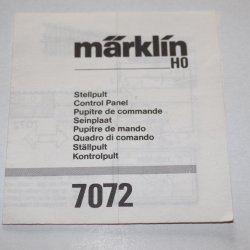 märklin
HO
Stellpult
Control Panel
Pupitre de commande
Seinplaat
Pupitre de mando
Quadro di comando
Ställpult
Kontrolpult
7072